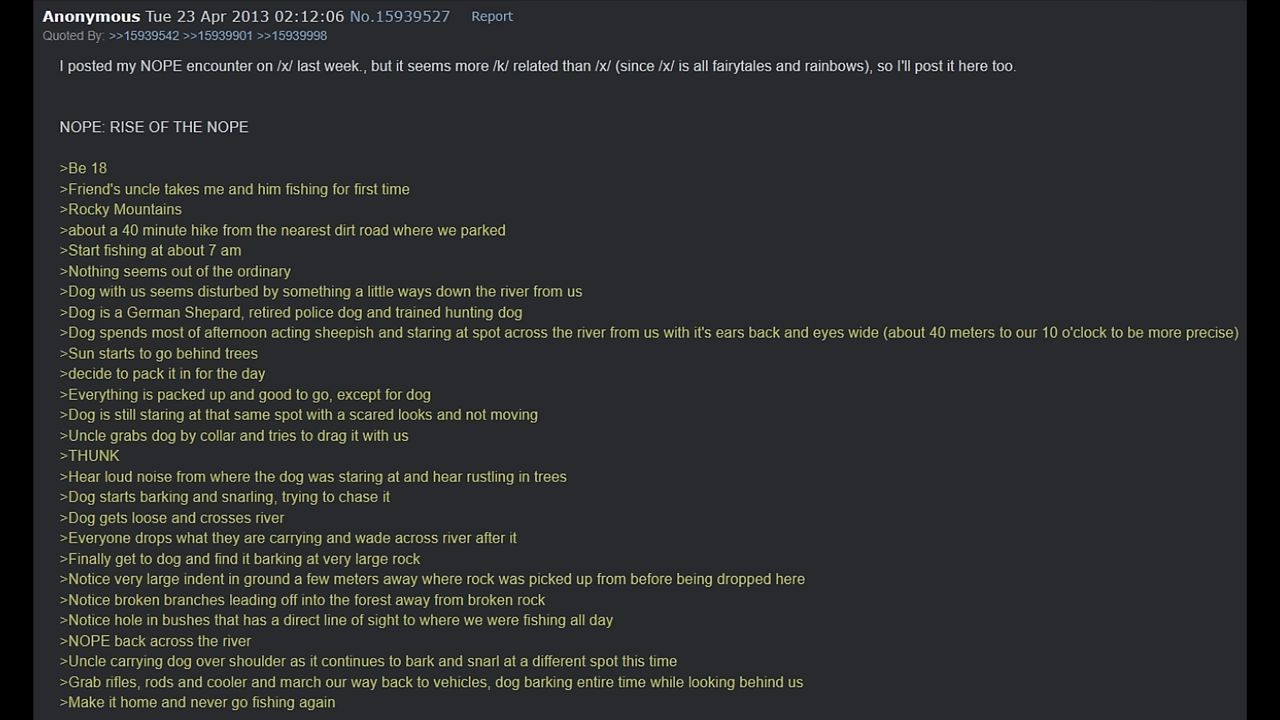 Anonymous Tue 23 Apr 2013 02:12:06 No.15939527 Report
Quoted By: >>15939542 >>15939901 >>15939998
I posted my NOPE encounter on /x/ last week., but it seems more /k/ related than /x/ (since /x/ is all fairytales and rainbows), so I'll post it here too.
NOPE: RISE OF THE NOPE
>Be 18
>Friend's uncle takes me and him fishing for first time
>Rocky Mountains
>about a 40 minute hike from the nearest dirt road where we parked
>Start fishing at about 7 am
>Nothing seems out of the ordinary
>Dog with us seems disturbed by something a little ways down the river from us
>Dog is a German Shepard, retired police dog and trained hunting dog
>Dog spends most of afternoon acting sheepish and staring at spot across the river from us with it's ears back and eyes wide (about 40 meters to our 10 o'clock to be more precise)
>Sun starts to go behind trees
>decide to pack it in for the day
>Everything is packed up and good to go, except for dog
>Dog is still staring at that same spot with a scared looks and not moving
>Uncle grabs dog by collar and tries to drag it with us
>THUNK
>Hear loud noise from where the dog was staring at and hear rustling in trees
>Dog starts barking and snarling, trying to chase it
>Dog gets loose and crosses river
>Everyone drops what they are carrying and wade across river after it
>Finally get to dog and find it barking at very large rock
>Notice very large indent in ground a few meters away where rock was picked up from before being dropped here
>Notice broken branches leading off into the forest away from broken rock
>Notice hole in bushes that has a direct line of sight to where we were fishing all day
>NOPE back across the river
>Uncle carrying dog over shoulder as it continues to bark and snarl at a different spot this time
>Grab rifles, rods and cooler and march our way back to vehicles, dog barking entire time while looking behind us
>Make it home and never go fishing again